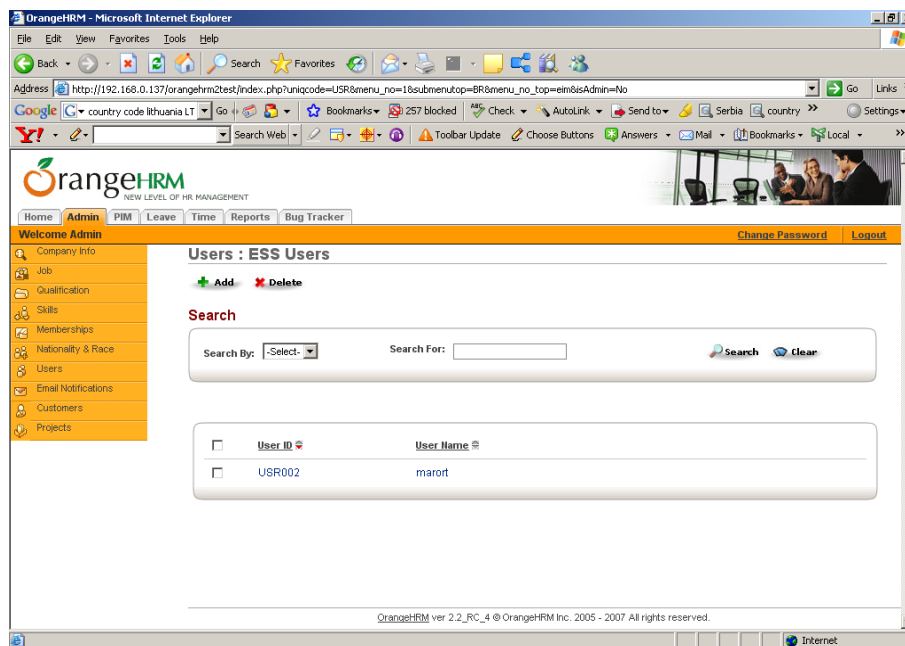 OrangeHRM - Microsoft Internet Explorer
File Edit View Favorites Tools Help
Back Search Favorites
Address http://192.168.0.137/orangehrm2test/index.php?uniqcode=USR&menu_no=1&submenutop=BR&menu_no_top=eim&isAdmin=No Go Links
Google G country code lithuania LT Go Bookmarks 257 blocked ABC Check AutoLink Send to Serbia country >> Settings
Y! Search Web Toolbar Update Choose Buttons Answers Mail Bookmarks Local >>
OrangeHRM
NEW LEVEL OF HR MANAGEMENT
Home Admin PIM Leave Time Reports Bug Tracker
Welcome Admin Change Password Logout
Company Info
Job
Qualification
Skills
Memberships
Nationality & Race
Users
Email Notifications
Customers
Projects
Users : ESS Users
Add Delete
Search
Search By: -Select- Search For: Search Clear
User ID User Name
USR002 marort
OrangeHRM ver 2.2_RC_4 © OrangeHRM Inc. 2005 - 2007 All rights reserved.
Internet